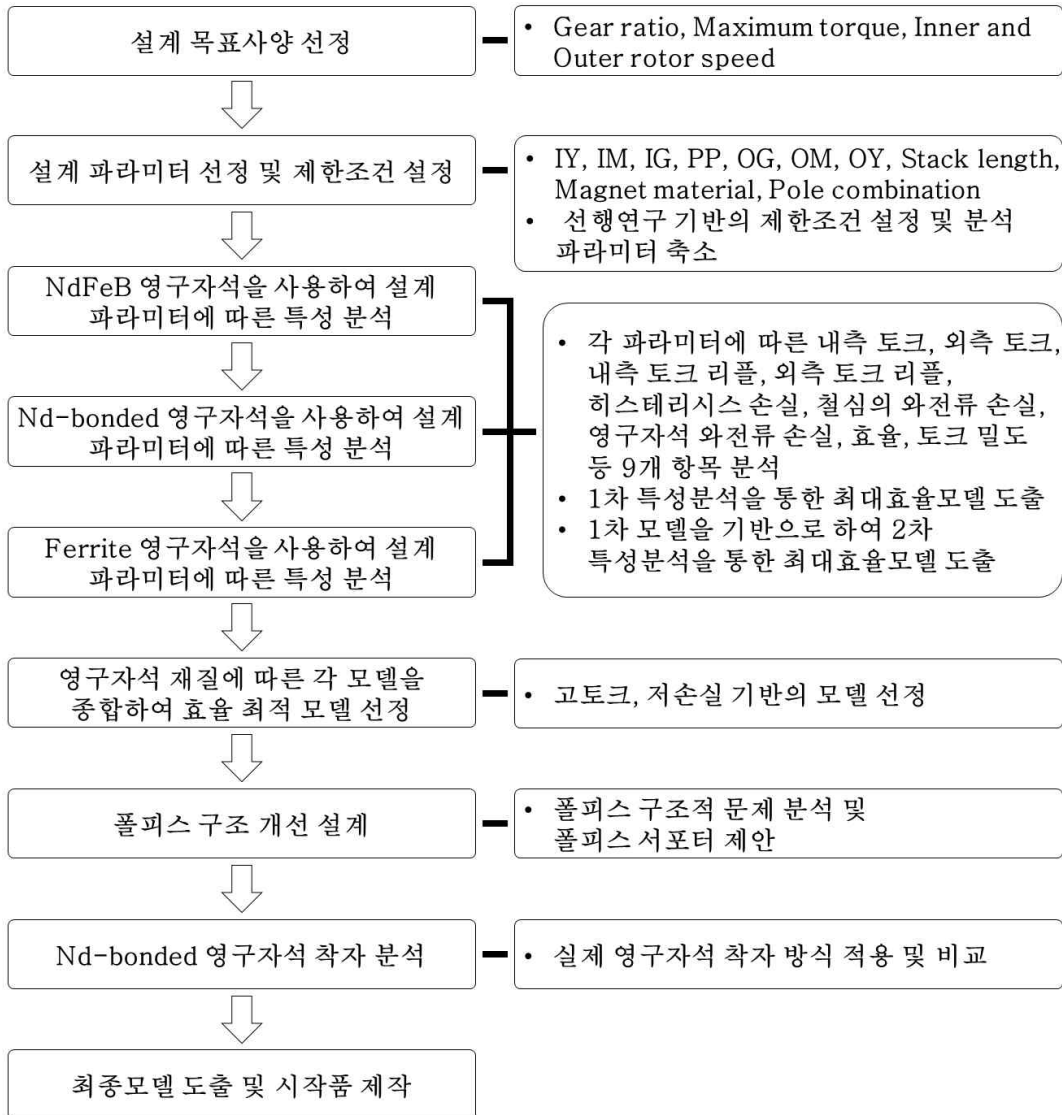 설계 목표사양 선정
• Gear ratio, Maximum torque, Inner and
Outer rotor speed
설계 파라미터 선정 및 제한조건 설정
• IY, IM, IG, PP, OG, OM, OY, Stack length,
Magnet material, Pole combination
• 선행연구 기반의 제한조건 설정 및 분석
파라미터 축소
NdFeB 영구자석을 사용하여 설계
파라미터에 따른 특성 분석
Nd-bonded 영구자석을 사용하여 설계
파라미터에 따른 특성 분석
Ferrite 영구자석을 사용하여 설계
파라미터에 따른 특성 분석
• 각 파라미터에 따른 내측 토크, 외측 토크,
내측 토크 리플, 외측 토크 리플,
히스테리시스 손실, 철심의 와전류 손실,
영구자석 와전류 손실, 효율, 토크 밀도
등 9개 항목 분석
• 1차 특성분석을 통한 최대효율모델 도출
• 1차 모델을 기반으로 하여 2차
특성분석을 통한 최대효율모델 도출
영구자석 재질에 따른 각 모델을
종합하여 효율 최적 모델 선정
• 고토크, 저손실 기반의 모델 선정
폴피스 구조 개선 설계
• 폴피스 구조적 문제 분석 및
폴피스 서포터 제안
Nd-bonded 영구자석 착자 분석
• 실제 영구자석 착자 방식 적용 및 비교
최종모델 도출 및 시작품 제작